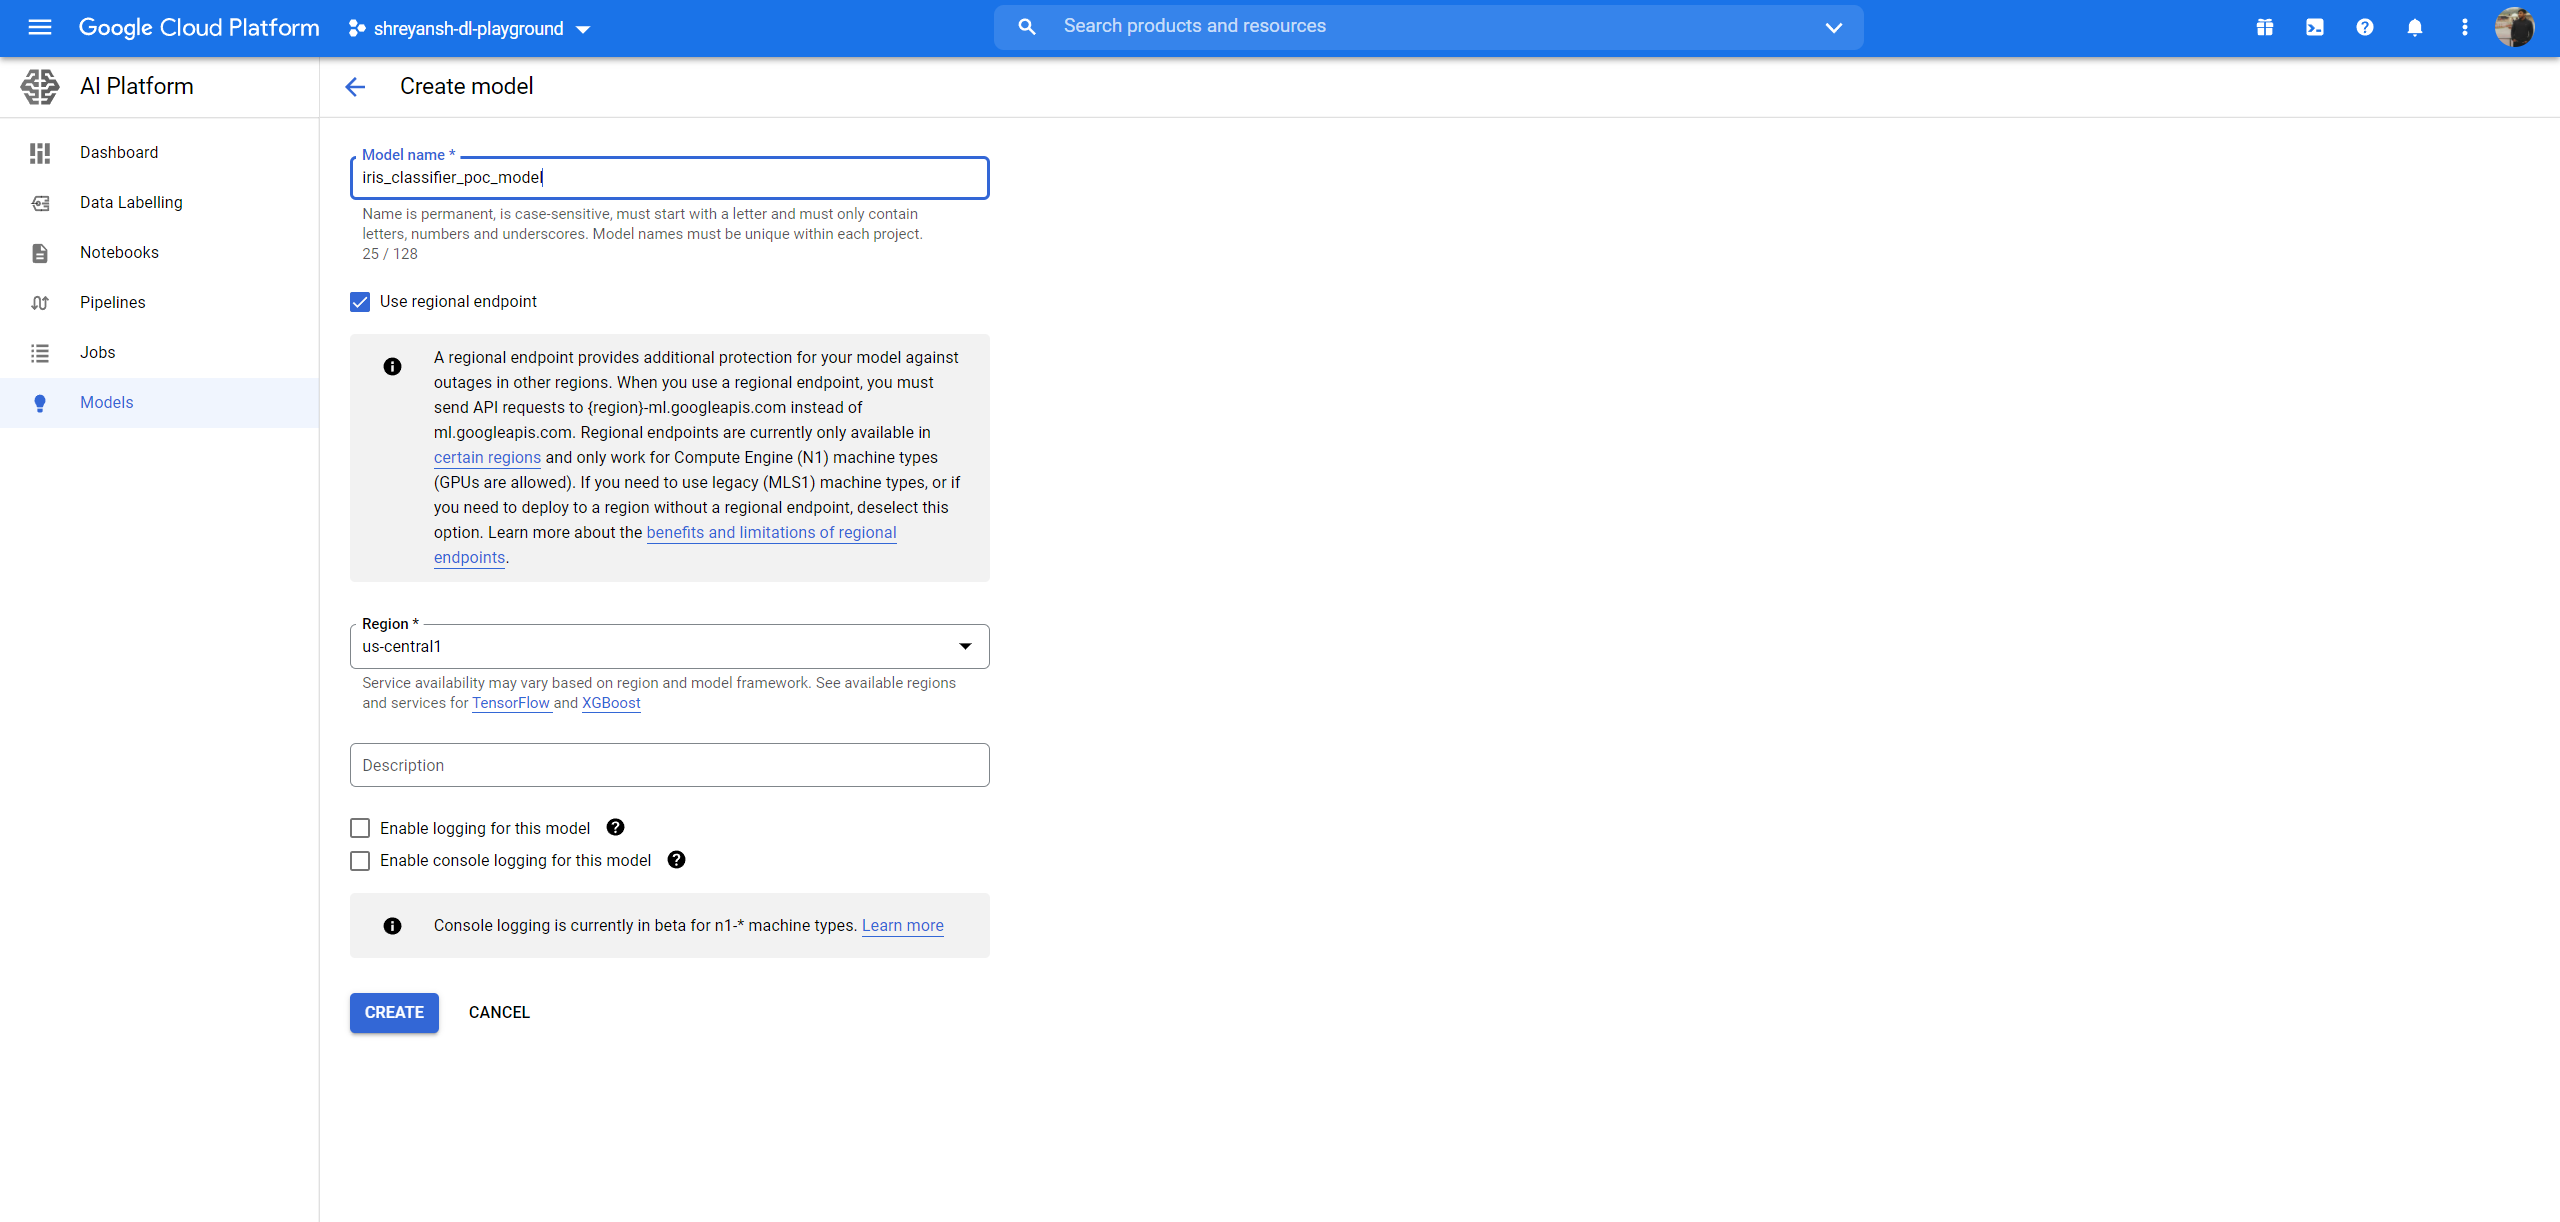 Google Cloud Platform
shreyansh-dl-playground
Search products and resources
AI Platform
Create model
Dashboard
Data Labelling
Notebooks
Pipelines
Jobs
Models
Model name *
iris_classifier_poc_model
Name is permanent, is case-sensitive, must start with a letter and must only contain
letters, numbers and underscores. Model names must be unique within each project.
25 / 128
Use regional endpoint
A regional endpoint provides additional protection for your model against
outages in other regions. When you use a regional endpoint, you must
send API requests to {region}-ml.googleapis.com instead of
ml.googleapis.com. Regional endpoints are currently only available in
certain regions and only work for Compute Engine (N1) machine types
(GPUs are allowed). If you need to use legacy (MLS1) machine types, or if
you need to deploy to a region without a regional endpoint, deselect this
option. Learn more about the benefits and limitations of regional
endpoints.
Region *
us-central1
Service availability may vary based on region and model framework. See available regions
and services for TensorFlow and XGBoost
Description
Enable logging for this model
Enable console logging for this model
Console logging is currently in beta for n1-* machine types. Learn more
CREATE
CANCEL